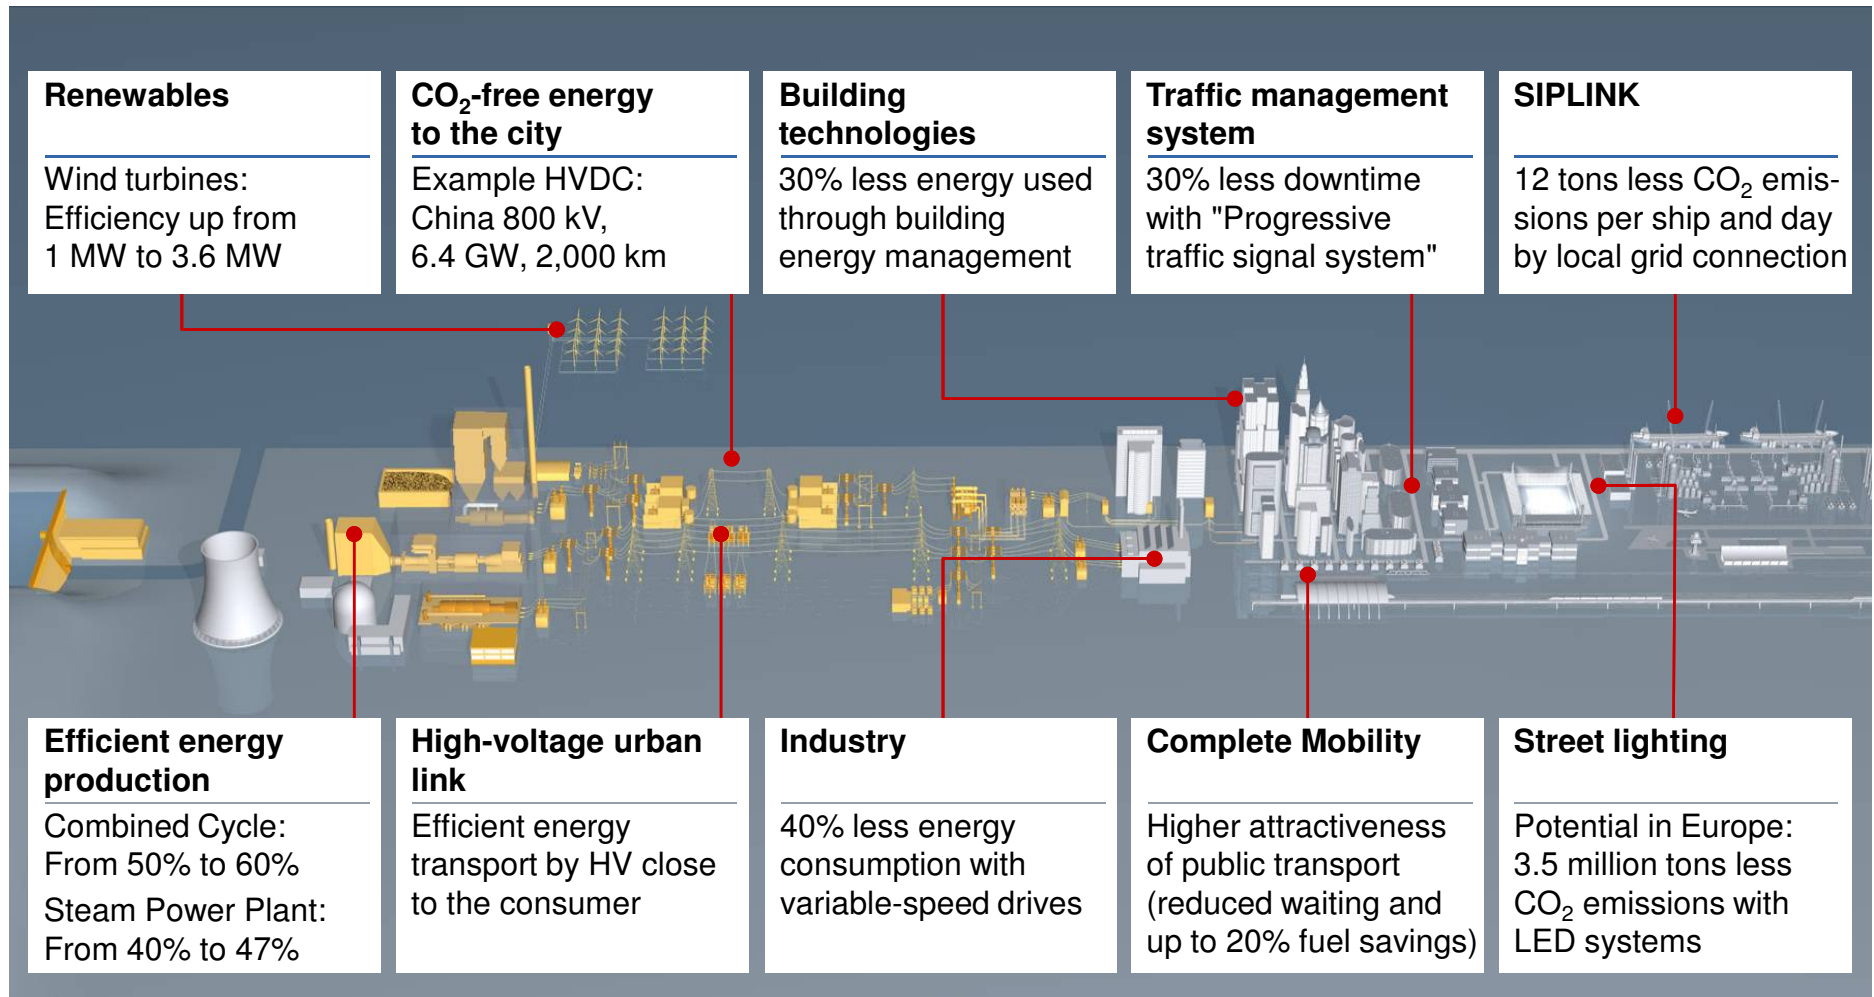 Renewables
Wind turbines:
Efficiency up from
1 MW to 3.6 MW
CO₂-free energy
to the city
Example HVDC:
China 800 kV,
6.4 GW, 2,000 km
Building
technologies
30% less energy used
through building
energy management
Traffic management
system
30% less downtime
with "Progressive
traffic signal system"
SIPLINK
12 tons less CO₂ emis-
sions per ship and day
by local grid connection
Efficient energy
production
Combined Cycle:
From 50% to 60%
Steam Power Plant:
From 40% to 47%
High-voltage urban
link
Efficient energy
transport by HV close
to the consumer
Industry
40% less energy
consumption with
variable-speed drives
Complete Mobility
Higher attractiveness
of public transport
(reduced waiting and
up to 20% fuel savings)
Street lighting
Potential in Europe:
3.5 million tons less
CO₂ emissions with
LED systems